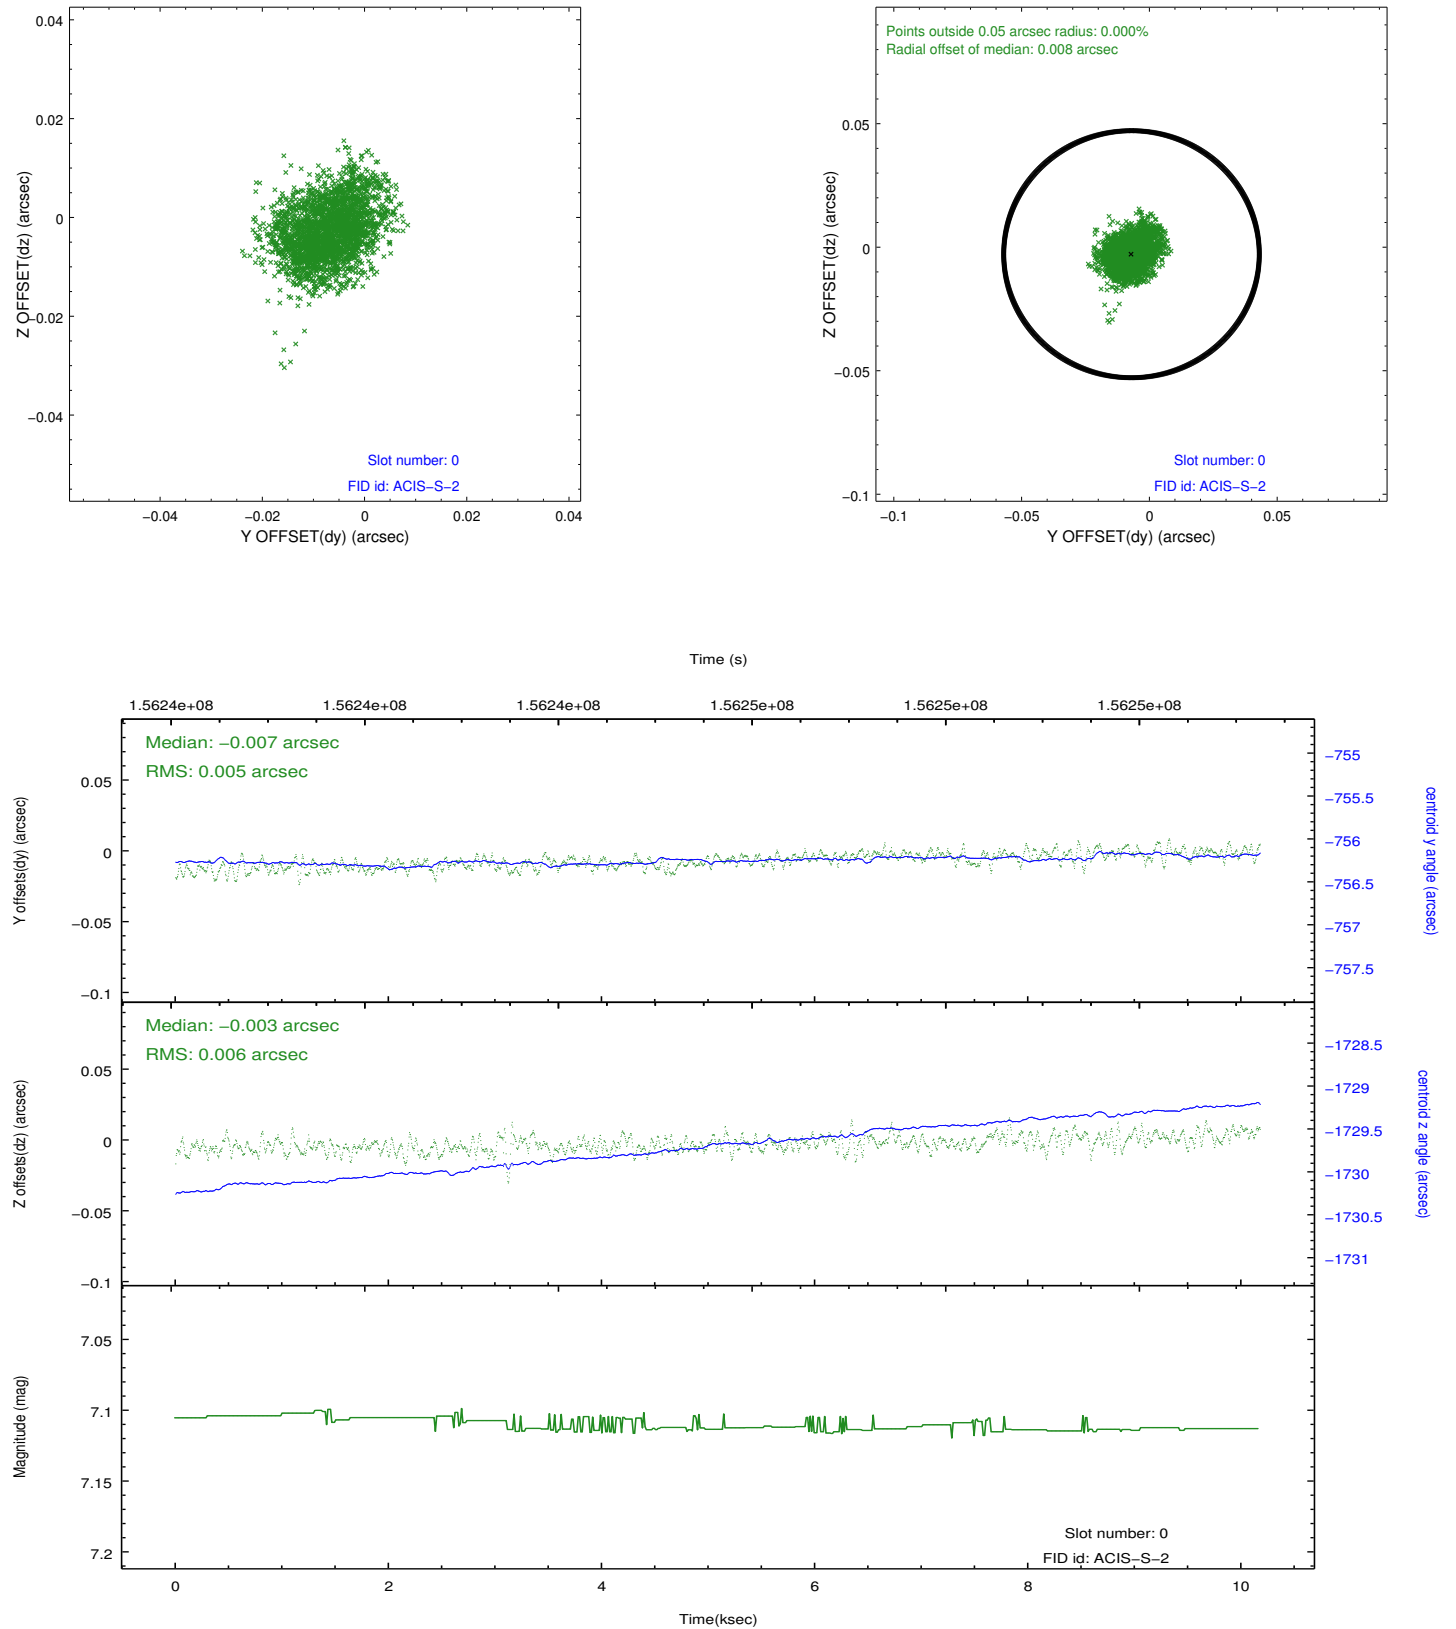 0.04
0.02
0
−0.02
−0.04
Z OFFSET(dz) (arcsec)
−0.04 −0.02 0 0.02 0.04
Y OFFSET(dy) (arcsec)
Slot number: 0
FID id: ACIS−S−2
Points outside 0.05 arcsec radius: 0.000%
Radial offset of median: 0.008 arcsec
0.05
0
−0.05
−0.1
Z OFFSET(dz) (arcsec)
−0.1 −0.05 0 0.05
Y OFFSET(dy) (arcsec)
Slot number: 0
FID id: ACIS−S−2
Time (s)
1.5624e+08 1.5624e+08 1.5624e+08 1.5625e+08 1.5625e+08 1.5625e+08
Median: −0.007 arcsec
RMS: 0.005 arcsec
0.05
0
−0.05
−0.1
Y offsets(dy) (arcsec)
−755
−755.5
−756
−756.5
−757
−757.5
centroid y angle (arcsec)
Median: −0.003 arcsec
RMS: 0.006 arcsec
0.05
0
−0.05
−0.1
Z offsets(dz) (arcsec)
−1728.5
−1729
−1729.5
−1730
−1730.5
−1731
centroid z angle (arcsec)
7.05
7.1
7.15
7.2
Magnitude (mag)
Slot number: 0
FID id: ACIS−S−2
0 2 4 6 8 10
Time(ksec)